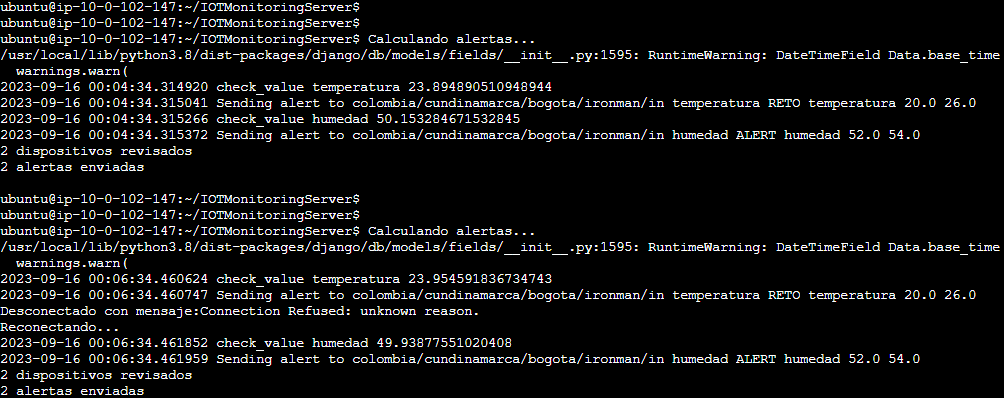 ubuntu@ip-10-0-102-147:~/IOTMonitoringServer$
ubuntu@ip-10-0-102-147:~/IOTMonitoringServer$
ubuntu@ip-10-0-102-147:~/IOTMonitoringServer$ Calculando alertas...
/usr/local/lib/python3.8/dist-packages/django/db/models/fields/__init__.py:1595: RuntimeWarning: DateTimeField Data.base_time
  warnings.warn(
2023-09-16 00:04:34.314920 check_value temperatura 23.894890510948944
2023-09-16 00:04:34.315041 Sending alert to colombia/cundinamarca/bogota/ironman/in temperatura RETO temperatura 20.0 26.0
2023-09-16 00:04:34.315266 check_value humedad 50.153284671532845
2023-09-16 00:04:34.315372 Sending alert to colombia/cundinamarca/bogota/ironman/in humedad ALERT humedad 52.0 54.0
2 dispositivos revisados
2 alertas enviadas
ubuntu@ip-10-0-102-147:~/IOTMonitoringServer$
ubuntu@ip-10-0-102-147:~/IOTMonitoringServer$
ubuntu@ip-10-0-102-147:~/IOTMonitoringServer$ Calculando alertas...
/usr/local/lib/python3.8/dist-packages/django/db/models/fields/__init__.py:1595: RuntimeWarning: DateTimeField Data.base_time
  warnings.warn(
2023-09-16 00:06:34.460624 check_value temperatura 23.954591836734743
2023-09-16 00:06:34.460747 Sending alert to colombia/cundinamarca/bogota/ironman/in temperatura RETO temperatura 20.0 26.0
Desconectado con mensaje:Connection Refused: unknown reason.
Reconectando...
2023-09-16 00:06:34.461852 check_value humedad 49.93877551020408
2023-09-16 00:06:34.461959 Sending alert to colombia/cundinamarca/bogota/ironman/in humedad ALERT humedad 52.0 54.0
2 dispositivos revisados
2 alertas enviadas